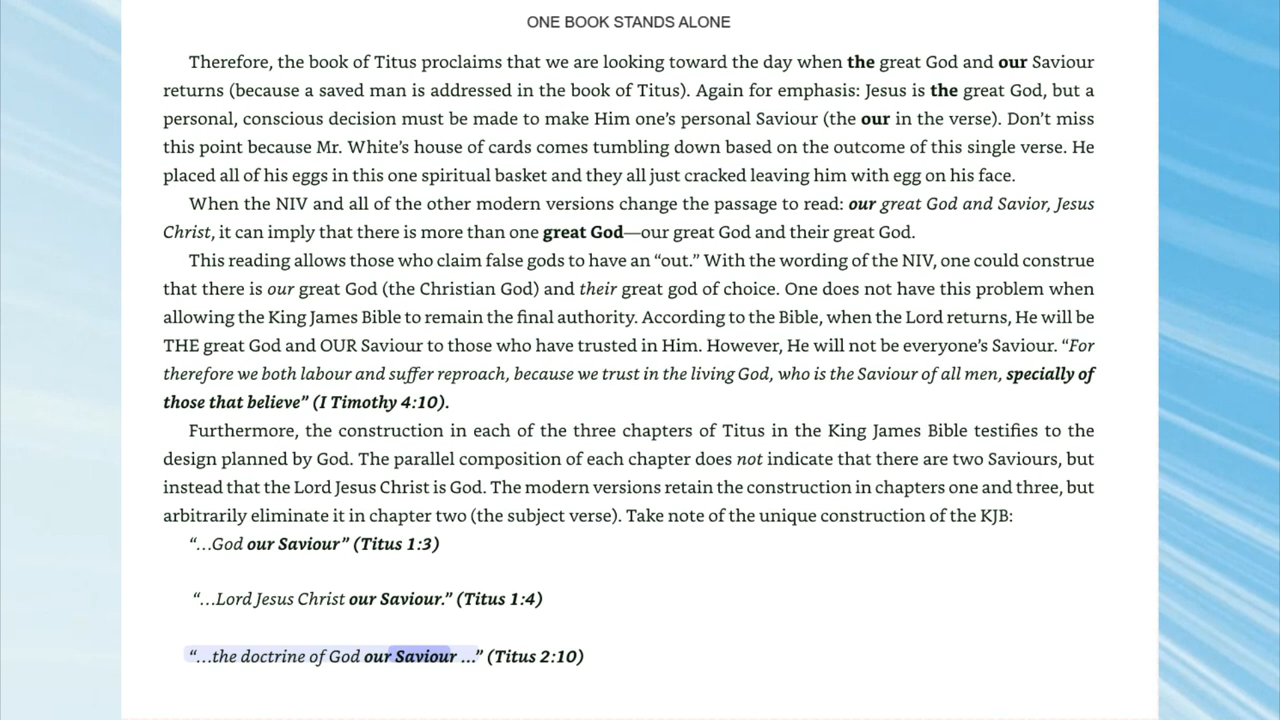 ONE BOOK STANDS ALONE
Therefore, the book of Titus proclaims that we are looking toward the day when the great God and our Saviour
returns (because a saved man is addressed in the book of Titus). Again for emphasis: Jesus is the great God, but a
personal, conscious decision must be made to make Him one’s personal Saviour (the our in the verse). Don’t miss
this point because Mr. White’s house of cards comes tumbling down based on the outcome of this single verse. He
placed all of his eggs in this one spiritual basket and they all just cracked leaving him with egg on his face.
When the NIV and all of the other modern versions change the passage to read: our great God and Savior, Jesus
Christ, it can imply that there is more than one great God—our great God and their great God.
This reading allows those who claim false gods to have an “out.” With the wording of the NIV, one could construe
that there is our great God (the Christian God) and their great god of choice. One does not have this problem when
allowing the King James Bible to remain the final authority. According to the Bible, when the Lord returns, He will be
THE great God and OUR Saviour to those who have trusted in Him. However, He will not be everyone’s Saviour. “For
therefore we both labour and suffer reproach, because we trust in the living God, who is the Saviour of all men, specially of
those that believe” (I Timothy 4:10).
Furthermore, the construction in each of the three chapters of Titus in the King James Bible testifies to the
design planned by God. The parallel composition of each chapter does not indicate that there are two Saviours, but
instead that the Lord Jesus Christ is God. The modern versions retain the construction in chapters one and three, but
arbitrarily eliminate it in chapter two (the subject verse). Take note of the unique construction of the KJB:
“…God our Saviour” (Titus 1:3)
“…Lord Jesus Christ our Saviour.” (Titus 1:4)
“…the doctrine of God our Saviour …” (Titus 2:10)